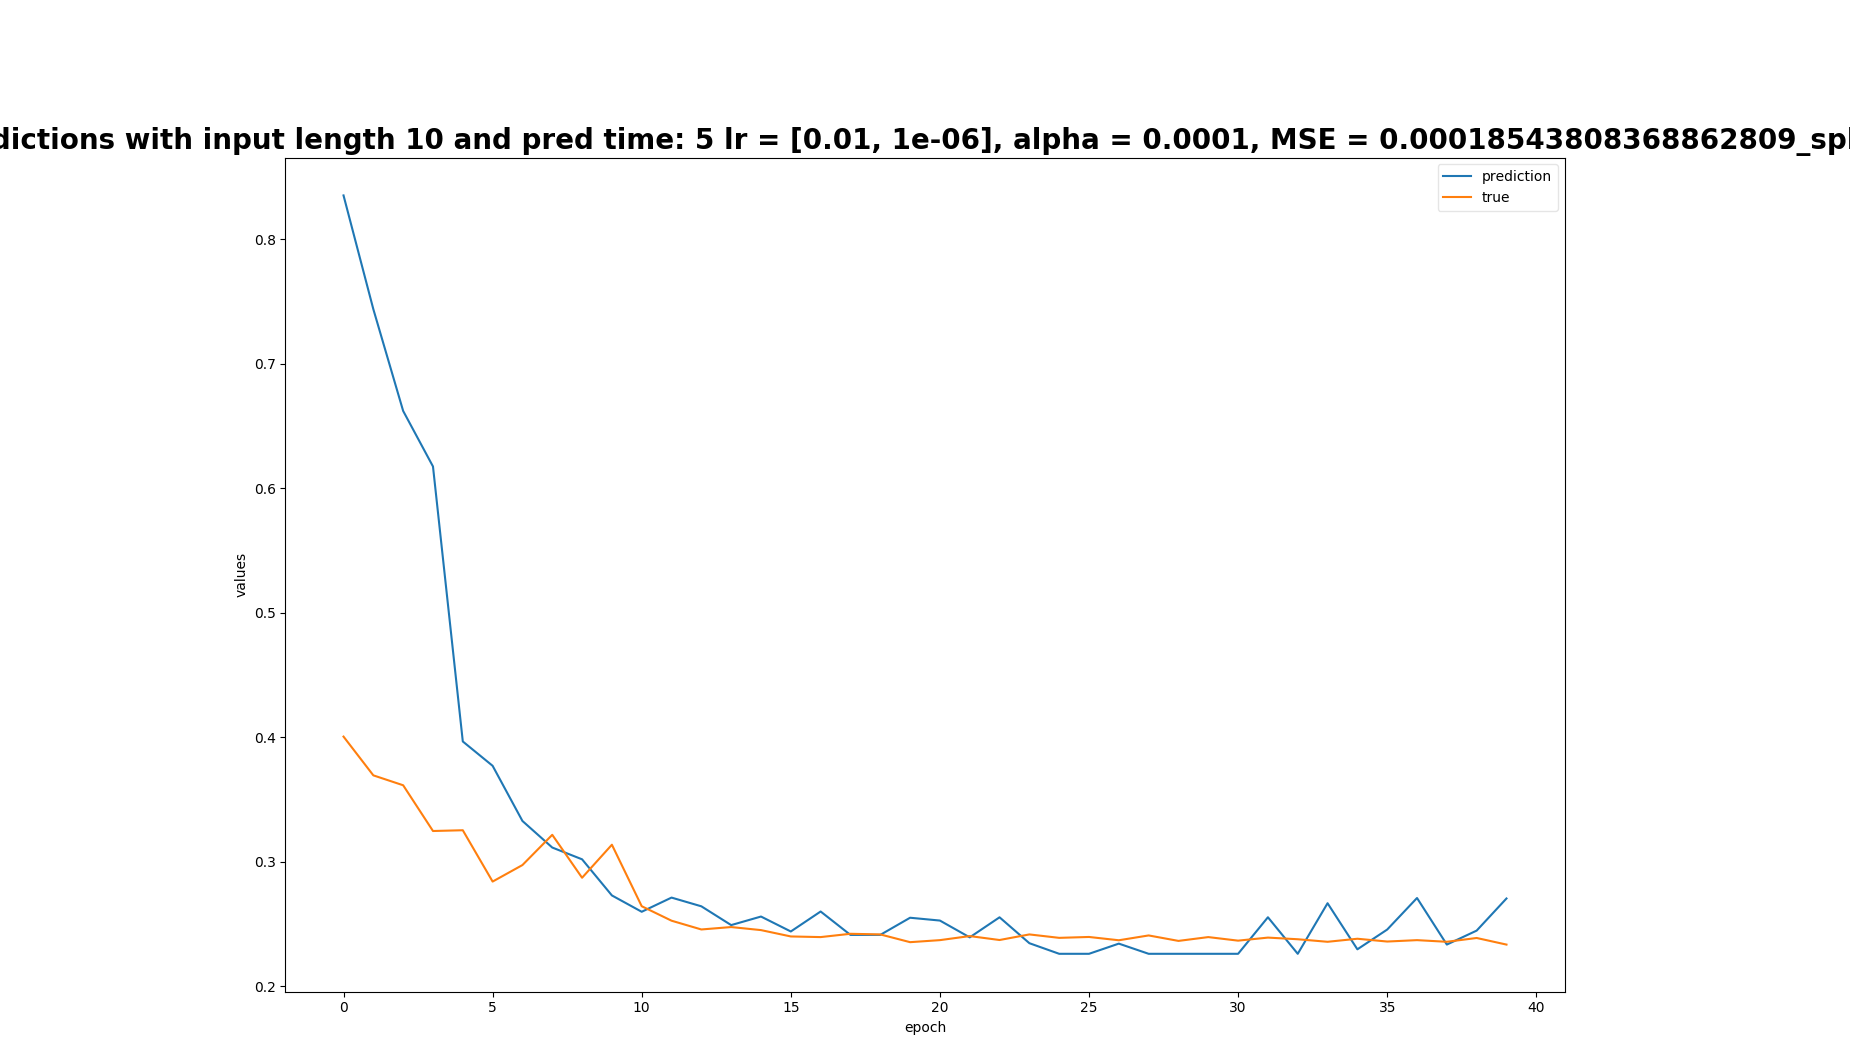 dictions with input length 10 and pred time: 5 lr = [0.01, 1e-06], alpha = 0.0001, MSE = 0.00018543808368862809_spl
prediction
true
0.8
0.7
0.6
0.5
0.4
0.3
0.2
values
0 5 10 15 20 25 30 35 40
epoch